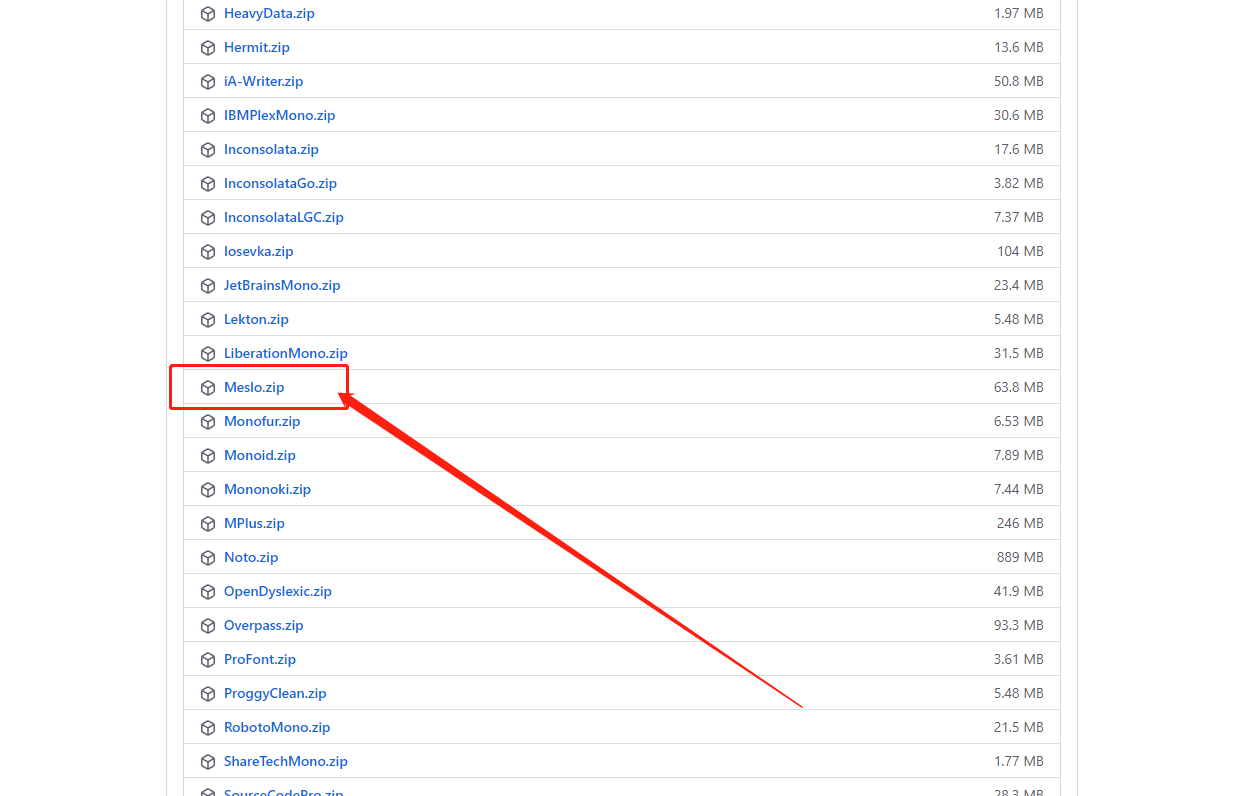 HeavyData.zip 1.97 MB
Hermit.zip 13.6 MB
iA-Writer.zip 50.8 MB
IBMPlexMono.zip 30.6 MB
Inconsolata.zip 17.6 MB
InconsolataGo.zip 3.82 MB
InconsolataLGC.zip 7.37 MB
Iosevka.zip 104 MB
JetBrainsMono.zip 23.4 MB
Lekton.zip 5.48 MB
LiberationMono.zip 31.5 MB
Meslo.zip 63.8 MB
Monofur.zip 6.53 MB
Monoid.zip 7.89 MB
Mononoki.zip 7.44 MB
MPlus.zip 246 MB
Noto.zip 889 MB
OpenDyslexic.zip 41.9 MB
Overpass.zip 93.3 MB
ProFont.zip 3.61 MB
ProggyClean.zip 5.48 MB
RobotoMono.zip 21.5 MB
ShareTechMono.zip 1.77 MB
SourceCodePro.zip 28.3 MB